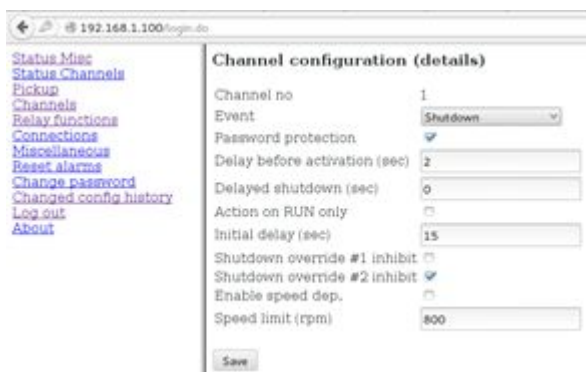 192.168.1.100/login.do
Status Misc
Status Channels
Pickup
Channels
Relay functions
Connections
Miscellaneous
Reset alarms
Change password
Changed config history
Log out
About
Channel configuration (details)
Channel no 1
Event Shutdown
Password protection
Delay before activation (sec) 2
Delayed shutdown (sec) 0
Action on RUN only
Initial delay (sec) 15
Shutdown override #1 inhibit
Shutdown override #2 inhibit
Enable speed dep.
Speed limit (rpm) 800
Save